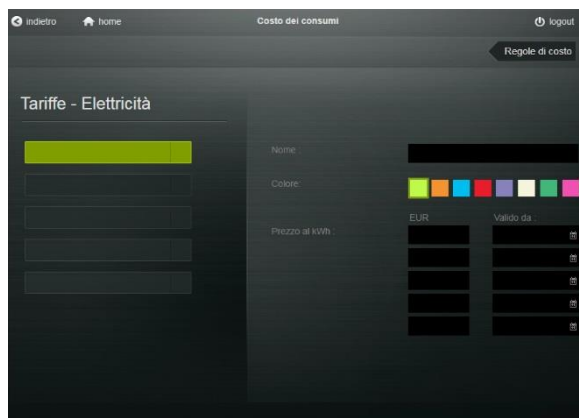 indietro home Costo dei consumi logout
Regole di costo
Tariffe - Elettricità
Nome :
Colore:
EUR Valido da :
Prezzo al kWh :